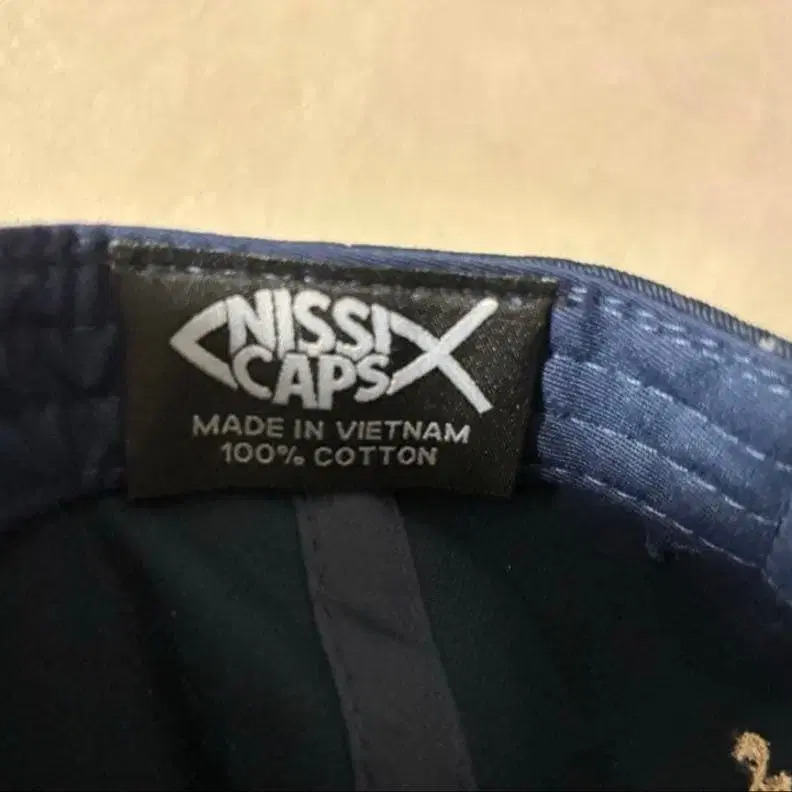 NISSI
CAPS
MADE IN VIETNAM
100% COTTON